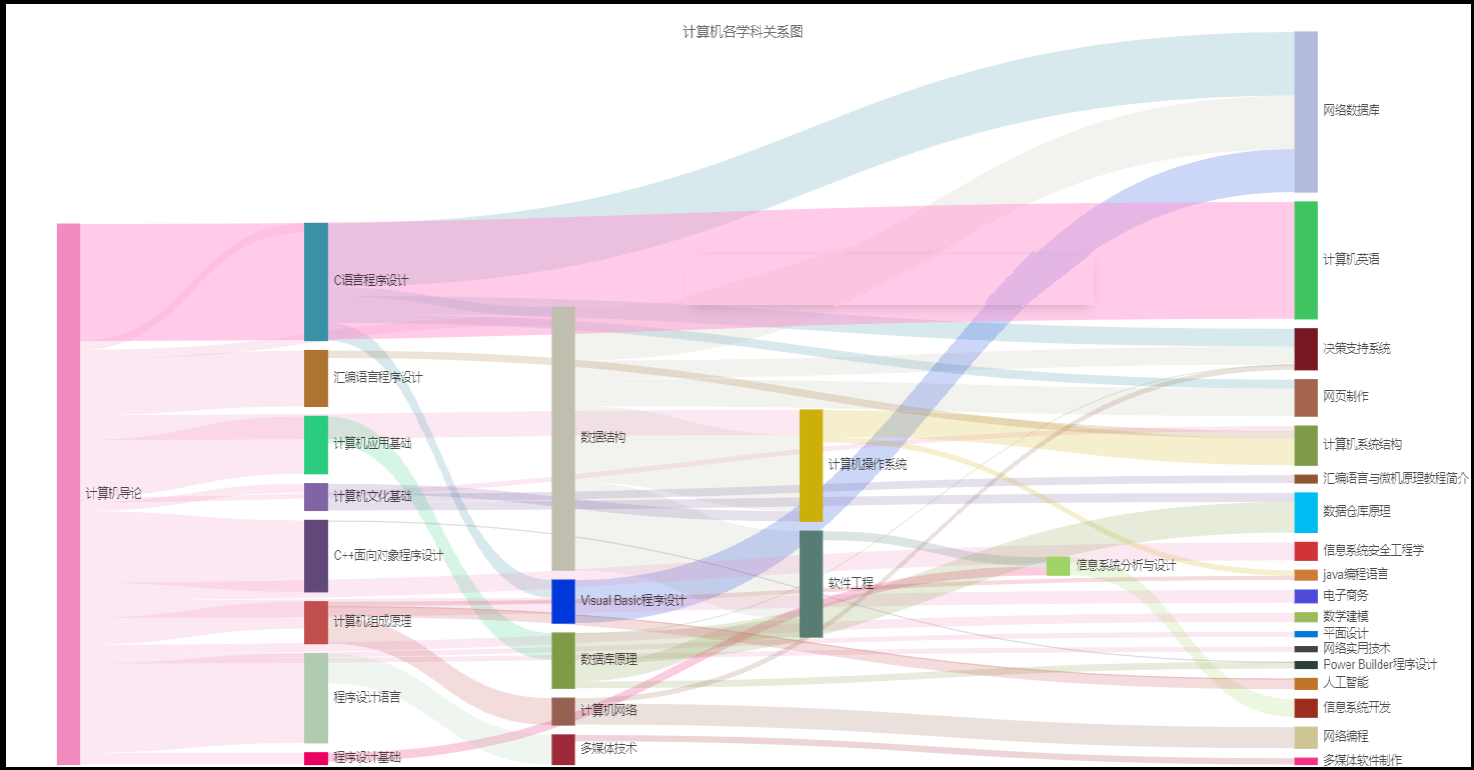 计算机各学科关系图
计算机导论
C语言程序设计
汇编语言程序设计
计算机应用基础
计算机文化基础
C++面向对象程序设计
计算机组成原理
程序设计语言
程序设计基础
数据结构
Visual Basic程序设计
数据库原理
计算机网络
多媒体技术
计算机操作系统
软件工程
信息系统分析与设计
网络数据库
计算机英语
决策支持系统
网页制作
计算机系统结构
汇编语言与微机原理教程简介
数据仓库原理
信息系统安全工程学
java编程语言
电子商务
数学建模
平面设计
网络实用技术
Power Builder程序设计
人工智能
信息系统开发
网络编程
多媒体软件制作